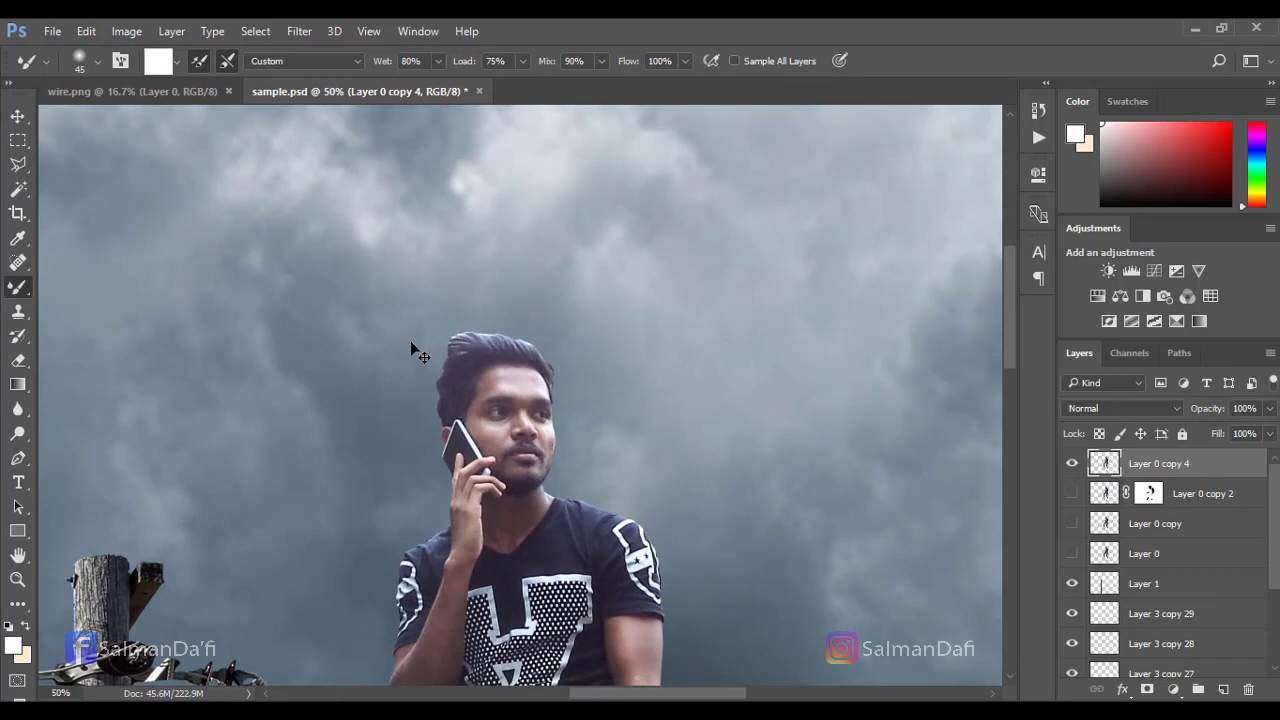 Ps File Edit Image Layer Type Select Filter 3D View Window Help
45 Custom Wet: 80% Load: 75% Mix: 90% Flow: 100% Sample All Layers
wire.png @ 16.7% (Layer 0, RGB/8) × sample.psd @ 50% (Layer 0 copy 4, RGB/8) * ×
Color Swatches
Adjustments
Add an adjustment
Layers Channels Paths
Kind
Normal Opacity: 100%
Lock: Fill: 100%
Layer 0 copy 4
Layer 0 copy 2
Layer 0 copy
Layer 0
Layer 1
Layer 3 copy 29
Layer 3 copy 28
Layer 3 copy 27
SalmanDa'fi
SalmanDafi
50% Doc: 45.6M/222.9M